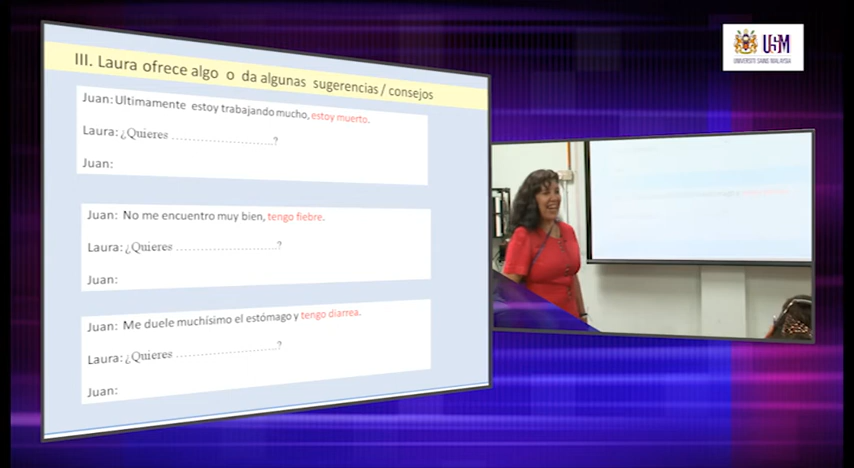 III. Laura ofrece algo o da algunas sugerencias / consejos
Juan: Ultimamente estoy trabajando mucho, estoy muerto.
Laura: ¿Quieres ..............................?
Juan:
Juan: No me encuentro muy bien, tengo fiebre.
Laura: ¿Quieres ..............................?
Juan:
Juan: Me duele muchísimo el estómago y tengo diarrea.
Laura: ¿Quieres ..............................?
Juan:
USM
UNIVERSITI SAINS MALAYSIA